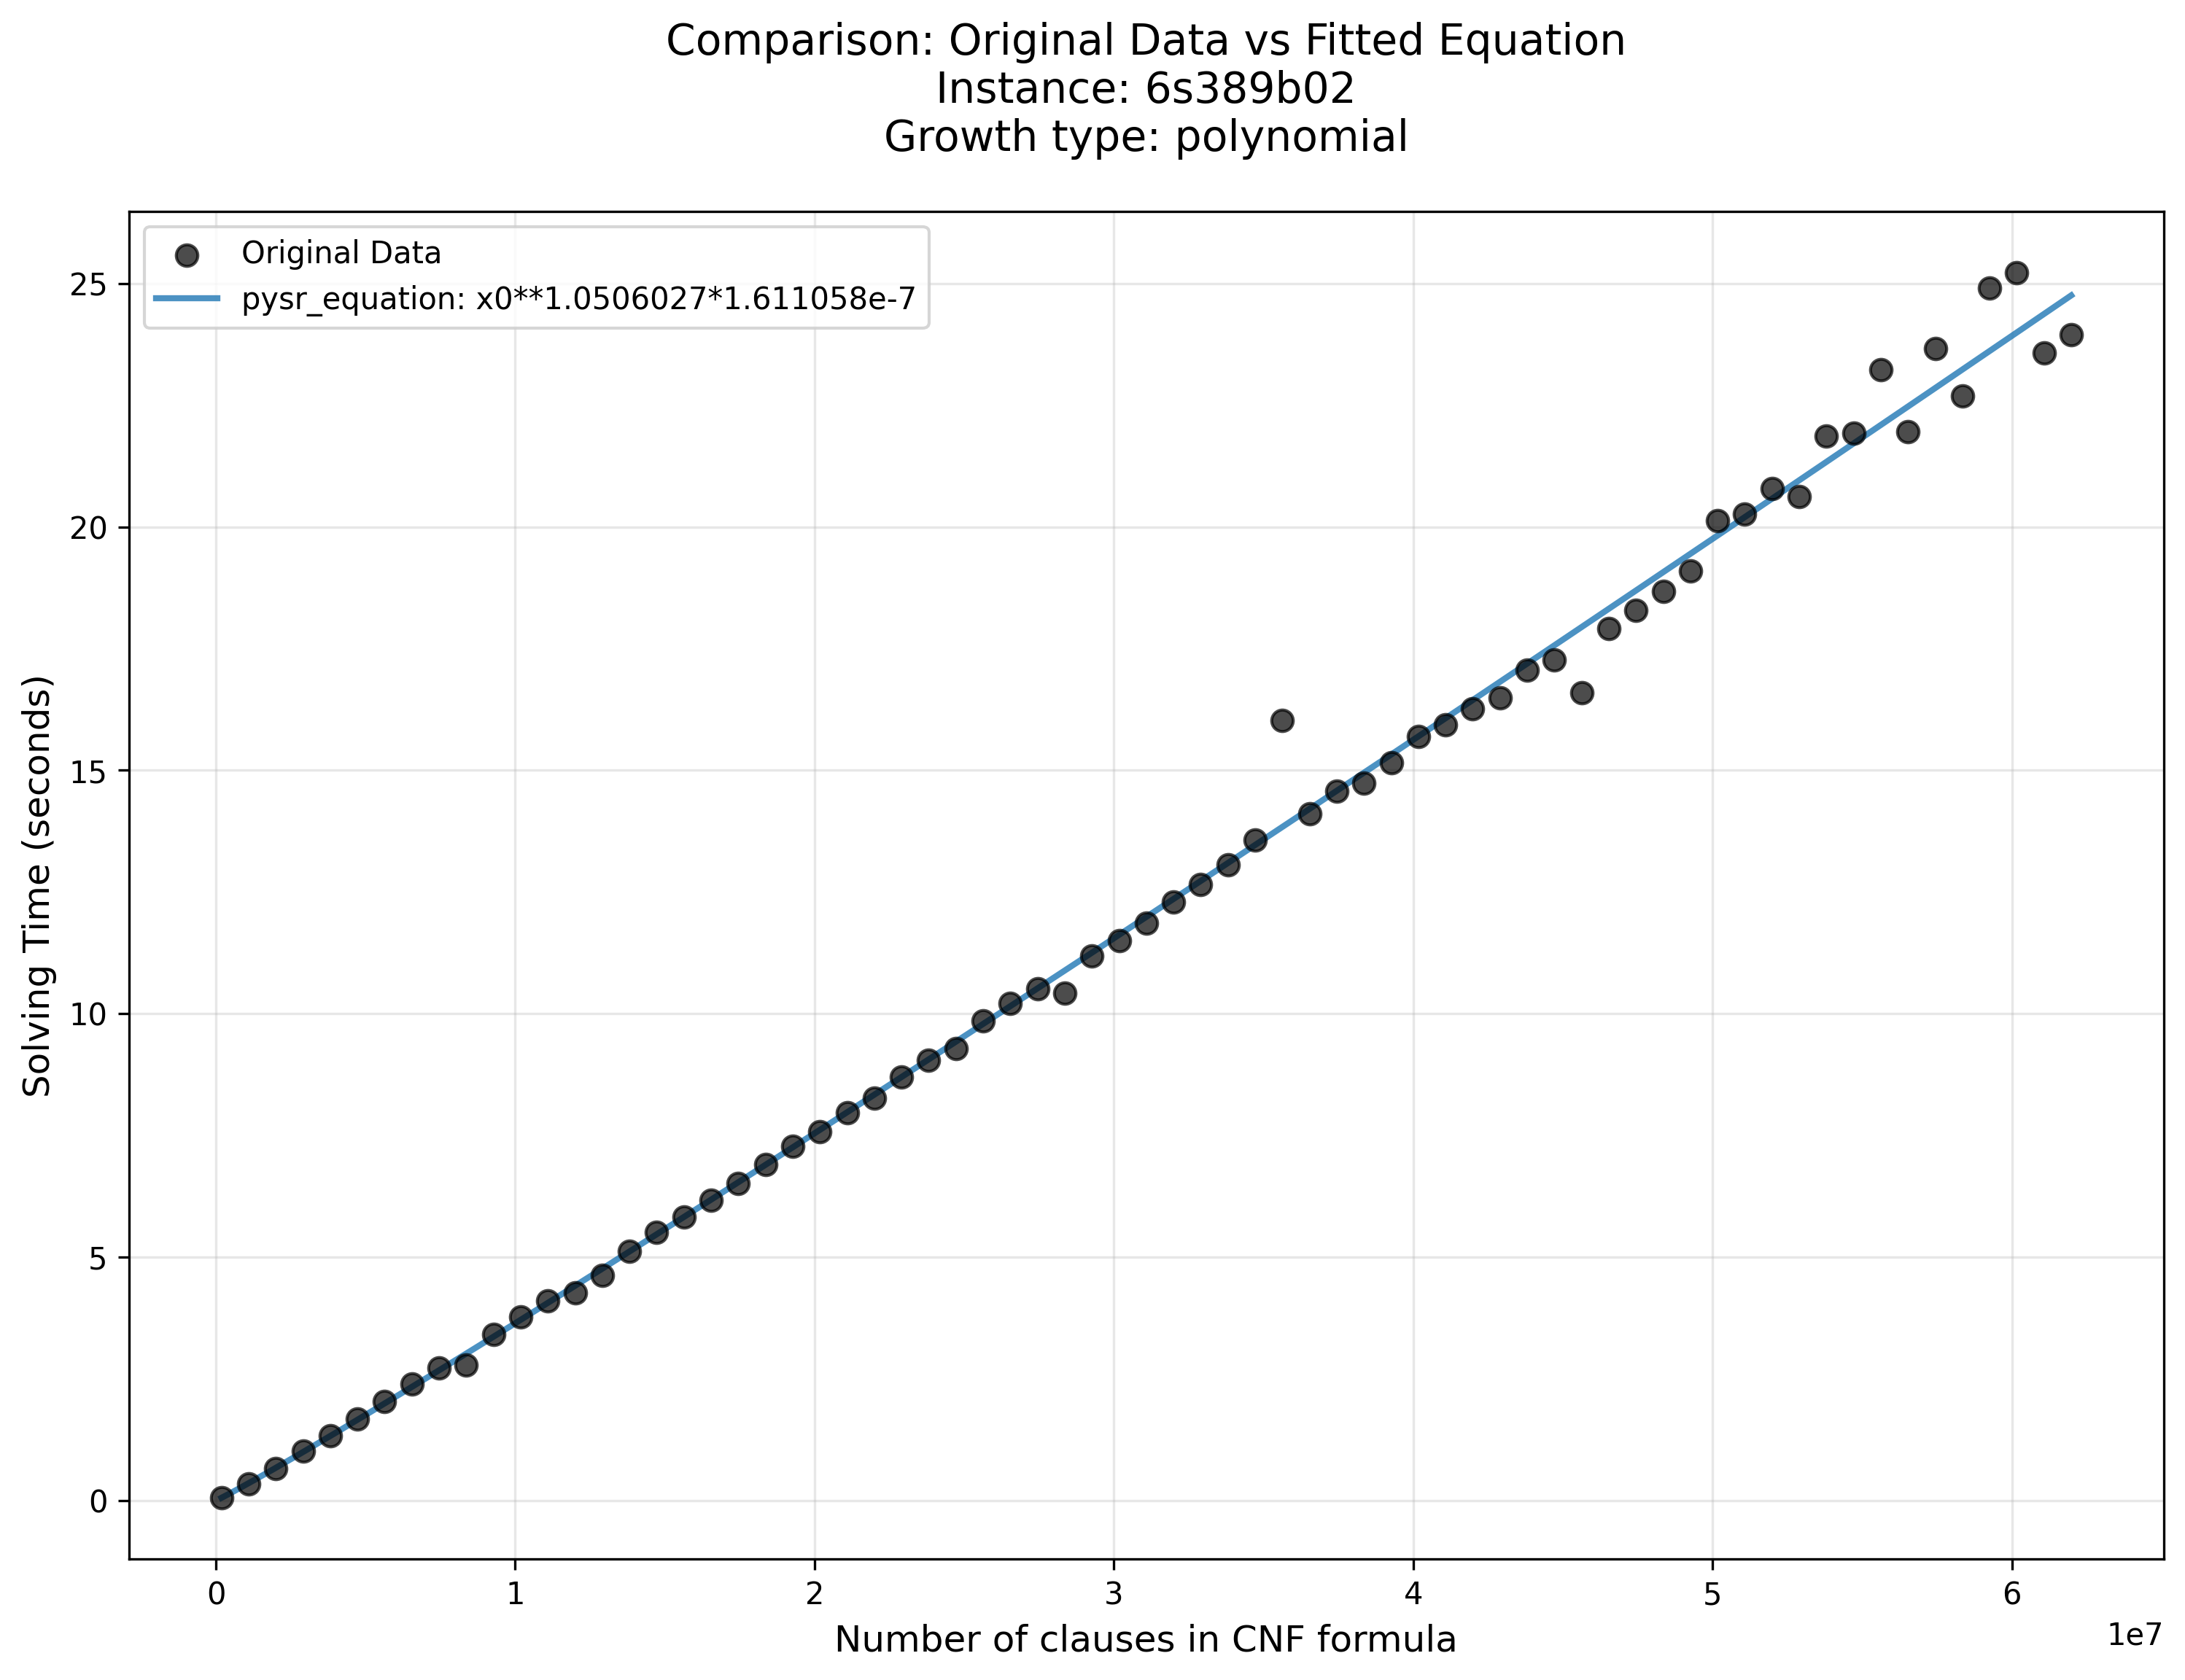 Comparison: Original Data vs Fitted Equation
Instance: 6s389b02
Growth type: polynomial
Original Data
pysr_equation: x0**1.0506027*1.611058e-7
Solving Time (seconds)
25
20
15
10
5
0
0 1 2 3 4 5 6
1e7
Number of clauses in CNF formula